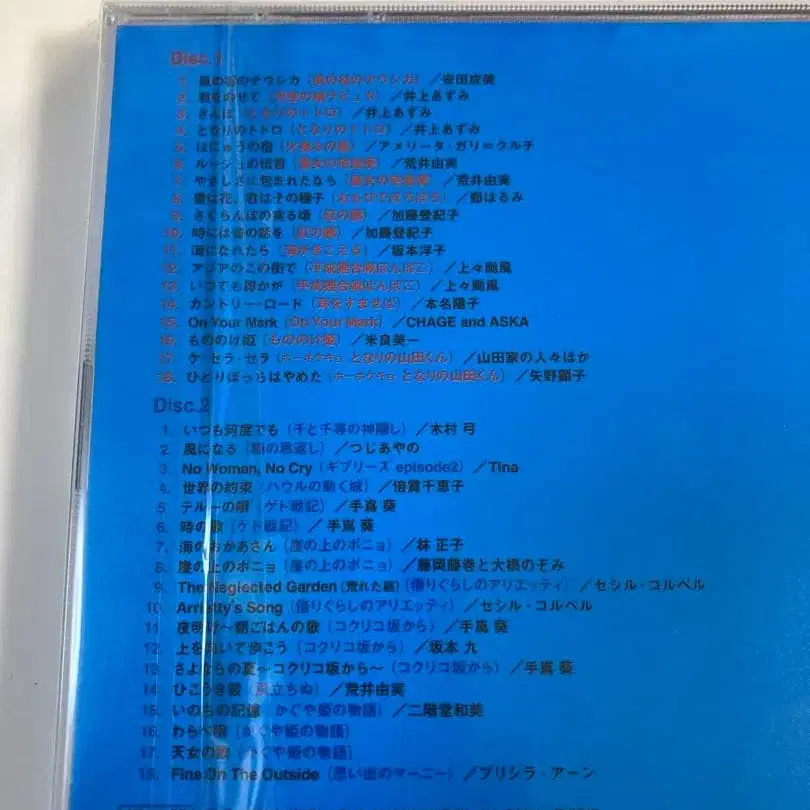 Disc.1
1. 風の谷のナウシカ（風の谷のナウシカ）／安田成美
2. 君をのせて（天空の城ラピュタ）／井上あずみ
3. さんぽ（となりのトトロ）／井上あずみ
4. となりのトトロ（となりのトトロ）／井上あずみ
5. はにゅうの宿（火垂るの墓）／アメリータ・ガリ＝クルチ
6. ルージュの伝言（魔女の宅急便）／荒井由実
7. やさしさに包まれたなら（魔女の宅急便）／荒井由実
8. 愛は花、君はその種子（おもひでぽろぽろ）／都はるみ
9. さくらんぼの実る頃（紅の豚）／加藤登紀子
10. 時には昔の話を（紅の豚）／加藤登紀子
11. 海になれたら（海がきこえる）／坂本洋子
12. アジアのこの街で（平成狸合戦ぽんぽこ）／上々颱風
13. いつでも誰かが（平成狸合戦ぽんぽこ）／上々颱風
14. カントリー・ロード（耳をすませば）／本名陽子
15. On Your Mark（On Your Mark）／CHAGE and ASKA
16. もののけ姫（もののけ姫）／米良美一
17. ケ・セラ・セラ（ホーホケキョ となりの山田くん）／山田家の人々ほか
18. ひとりぼっちはやめた（ホーホケキョ となりの山田くん）／矢野顕子
Disc.2
1. いつも何度でも（千と千尋の神隠し）／木村 弓
2. 風になる（猫の恩返し）／つじあやの
3. No Woman, No Cry（ギブリーズ episode2）／Tina
4. 世界の約束（ハウルの動く城）／倍賞千恵子
5. テルーの唄（ゲド戦記）／手嶌 葵
6. 時の歌（ゲド戦記）／手嶌 葵
7. 海のおかあさん（崖の上のポニョ）／林 正子
8. 崖の上のポニョ（崖の上のポニョ）／藤岡藤巻と大橋のぞみ
9. The Neglected Garden（荒れた庭）（借りぐらしのアリエッティ）／セシル・コルベル
10. Arrietty's Song（借りぐらしのアリエッティ）／セシル・コルベル
11. 夜明け～朝ごはんの歌（コクリコ坂から）／手嶌 葵
12. 上を向いて歩こう（コクリコ坂から）／坂本 九
13. さよならの夏～コクリコ坂から～（コクリコ坂から）／手嶌 葵
14. ひこうき雲（風立ちぬ）／荒井由実
15. いのちの記憶（かぐや姫の物語）／二階堂和美
16. わらべ唄（かぐや姫の物語）
17. 天女の歌（かぐや姫の物語）
18. Fine On The Outside（思い出のマーニー）／プリシラ・アーン